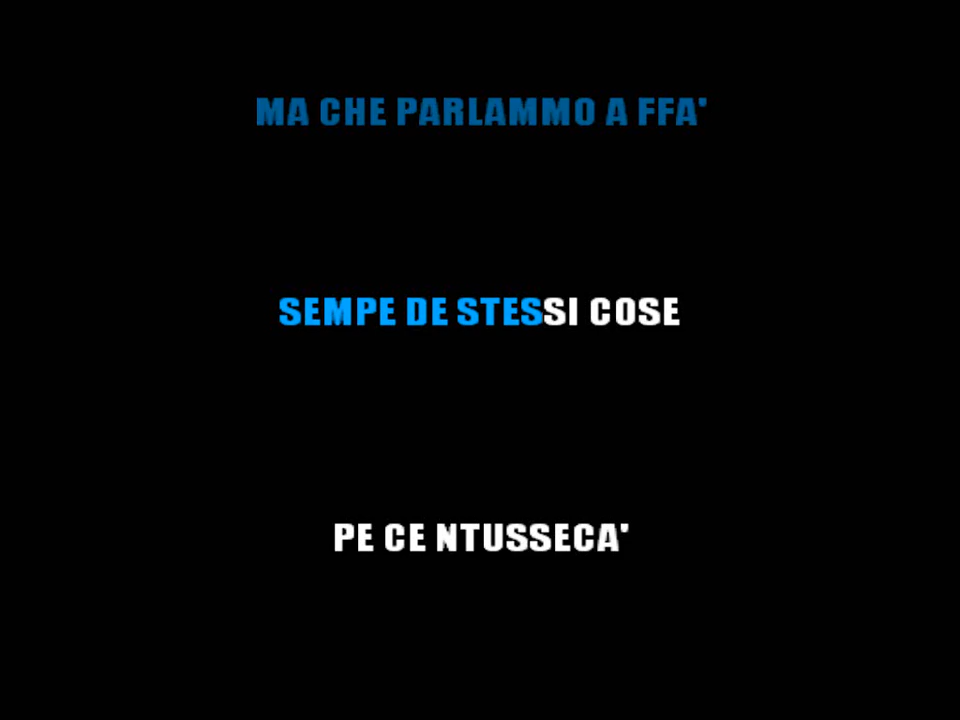 MA CHE PARLAMMO A FFA'
SEMPE DE STESSI COSE
PE CE NTUSSECA'